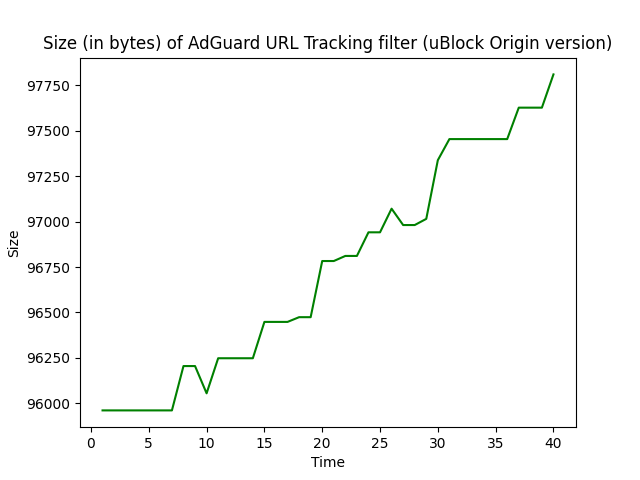 Size (in bytes) of AdGuard URL Tracking filter (uBlock Origin version)
97750
97500
97250
97000
96750
96500
96250
96000
Size
0 5 10 15 20 25 30 35 40
Time